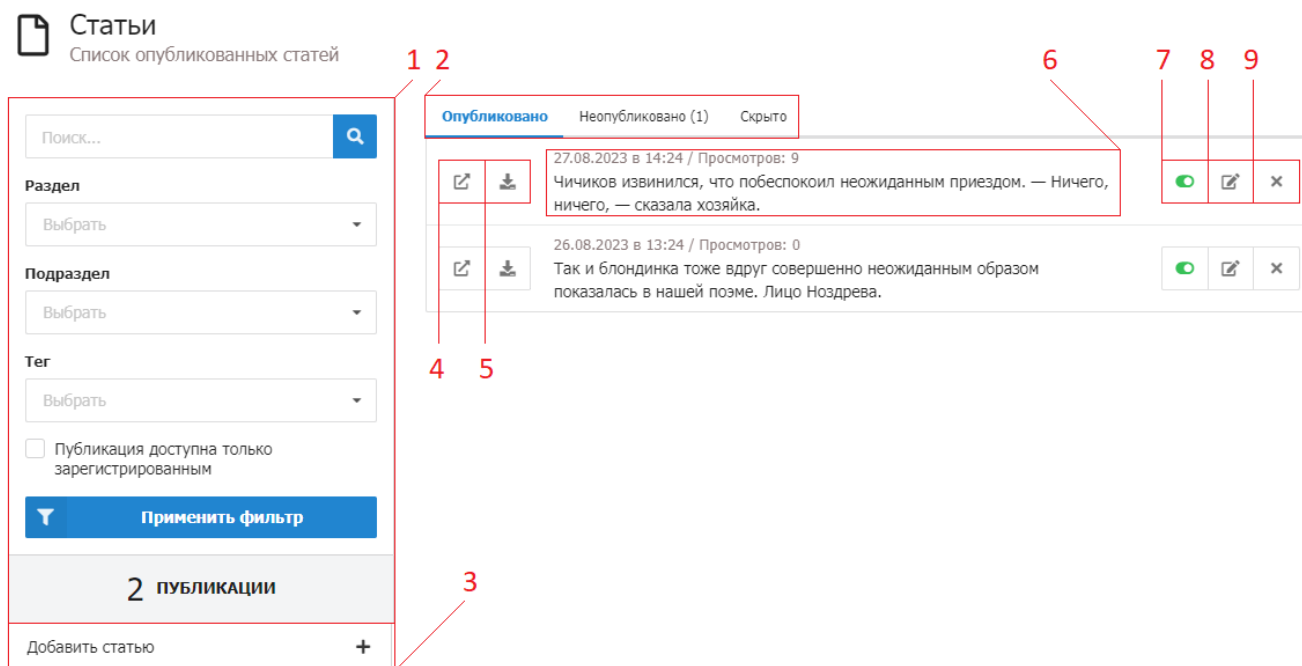 Статьи
Список опубликованных статей
1 2 6 7 8 9
Поиск...
Раздел
Выбрать
Подраздел
Выбрать
Тег
Выбрать
Публикация доступна только
зарегистрированным
Применить фильтр
2 ПУБЛИКАЦИИ
Добавить статью +
3
Опубликовано Неопубликовано (1) Скрыто
27.08.2023 в 14:24 / Просмотров: 9
Чичиков извинился, что побеспокоил неожиданным приездом. — Ничего,
ничего, — сказала хозяйка.
26.08.2023 в 13:24 / Просмотров: 0
Так и блондинка тоже вдруг совершенно неожиданным образом
показалась в нашей поэме. Лицо Ноздрева.
4 5